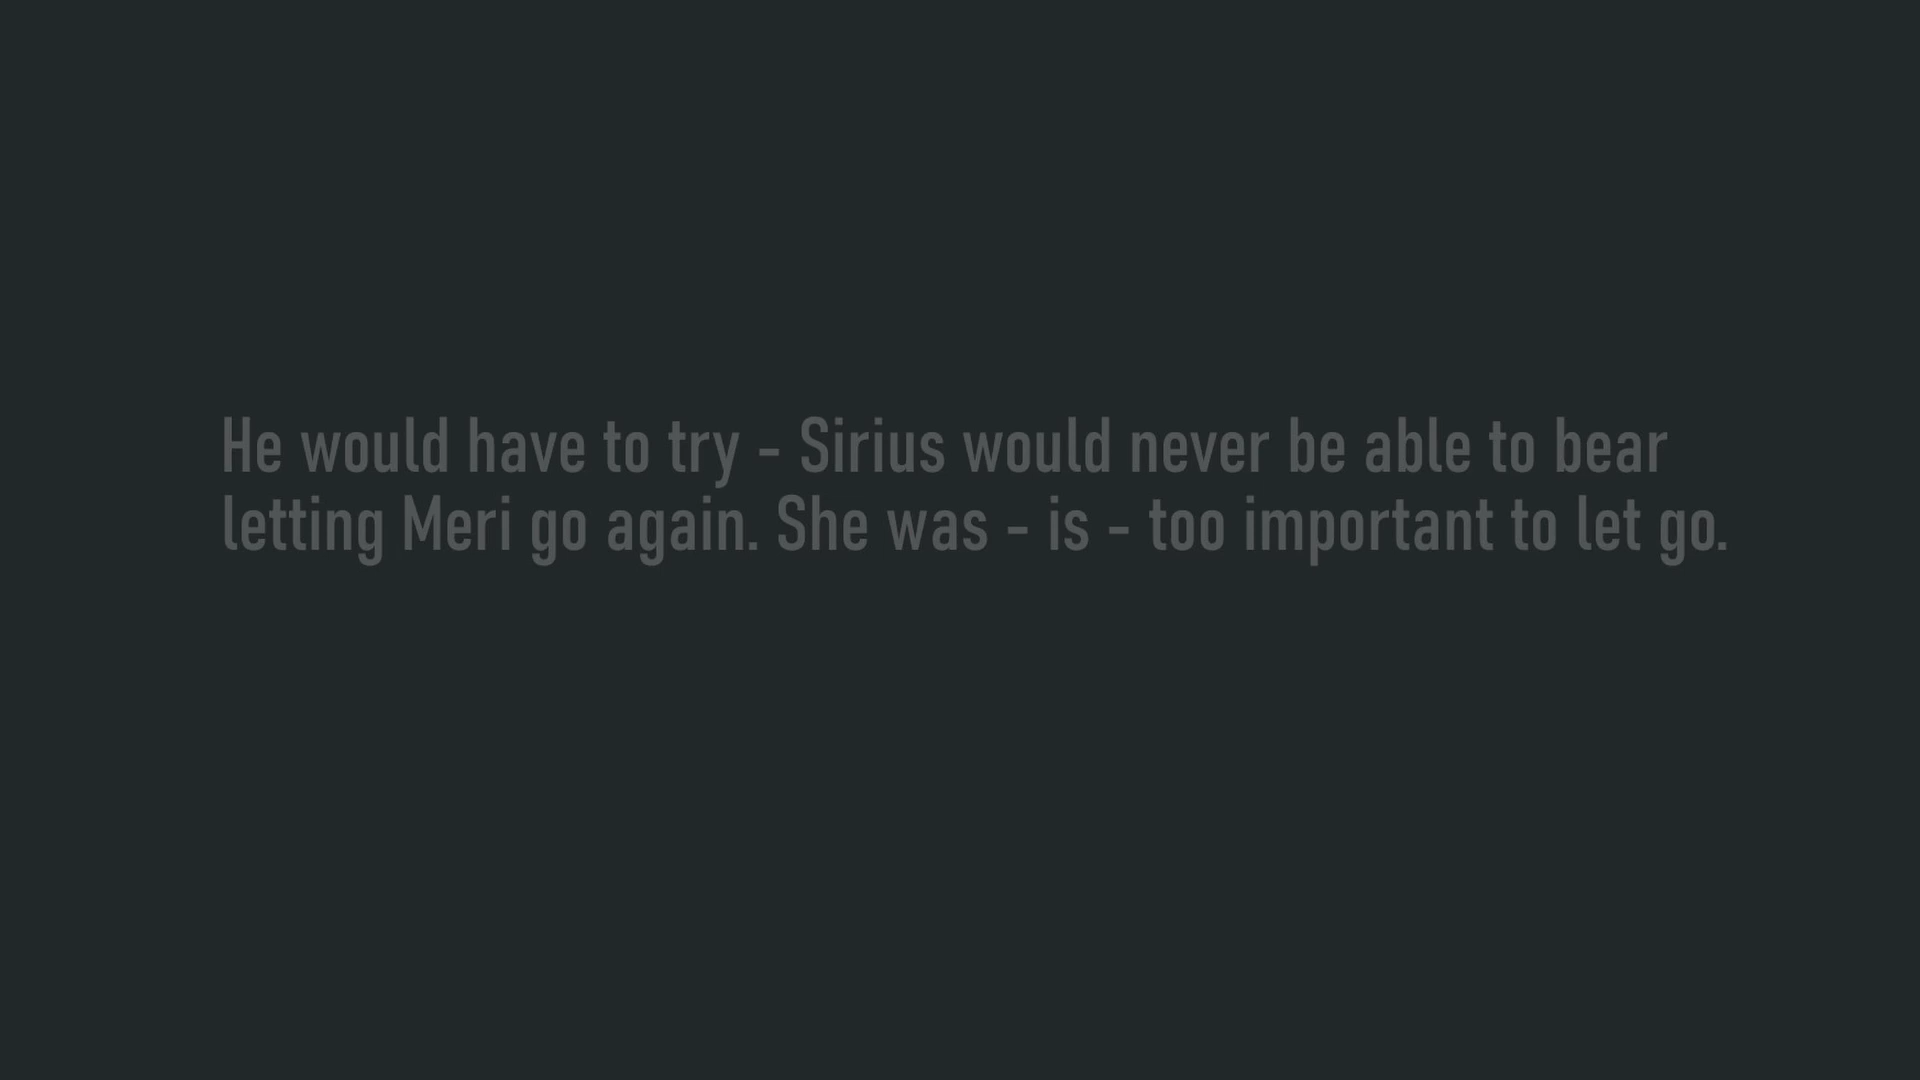 He would have to try - Sirius would never be able to bear
letting Meri go again. She was - is - too important to let go.